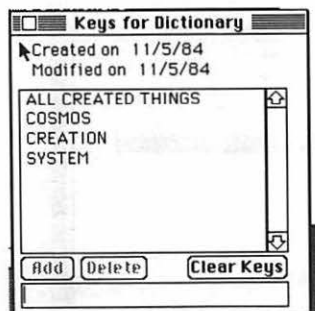 Keys for Dictionary
Created on 11/5/84
Modified on 11/5/84
ALL CREATED THINGS
COSMOS
CREATION
SYSTEM
Add Delete Clear Keys